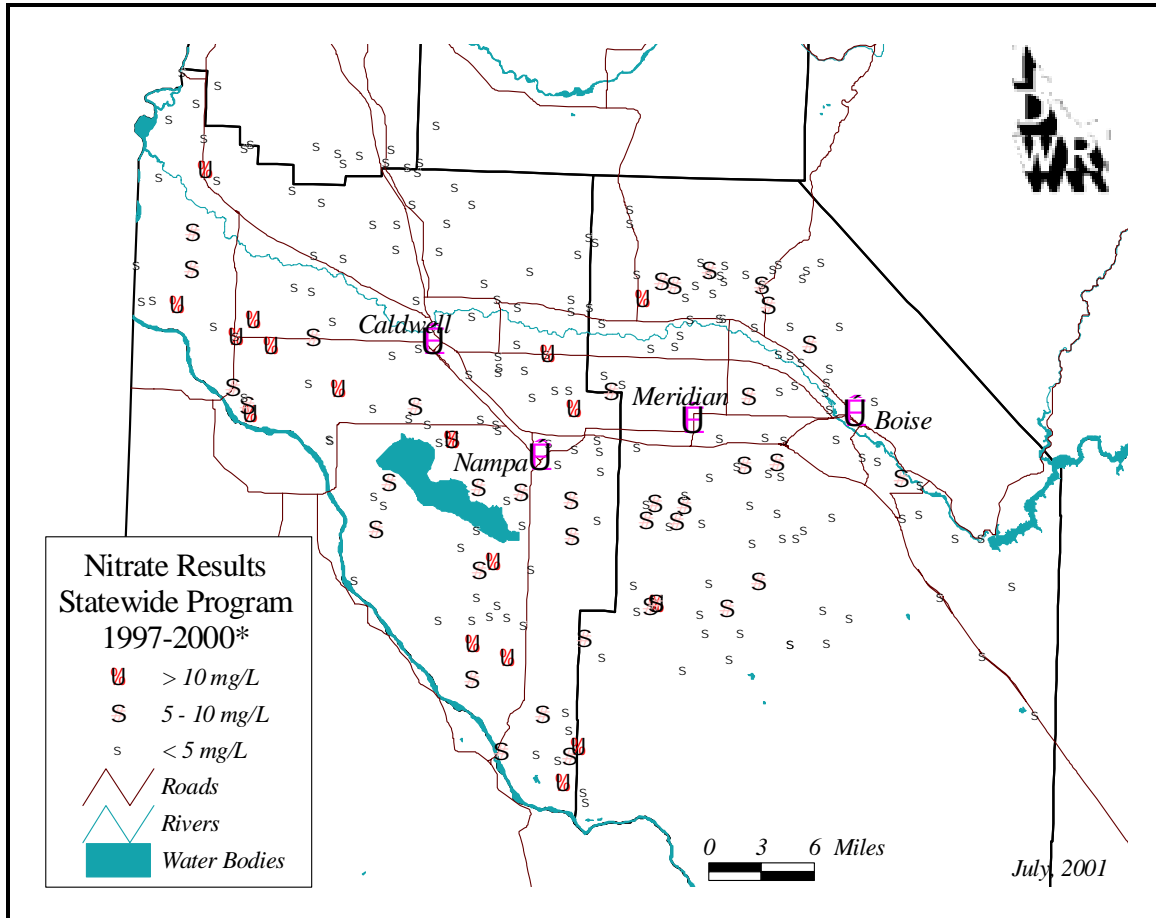 Caldwell
Meridian
Boise
Nampa
Nitrate Results
Statewide Program
1997-2000*
> 10 mg/L
S 5 - 10 mg/L
s < 5 mg/L
Roads
Rivers
Water Bodies
0 3 6 Miles
July, 2001